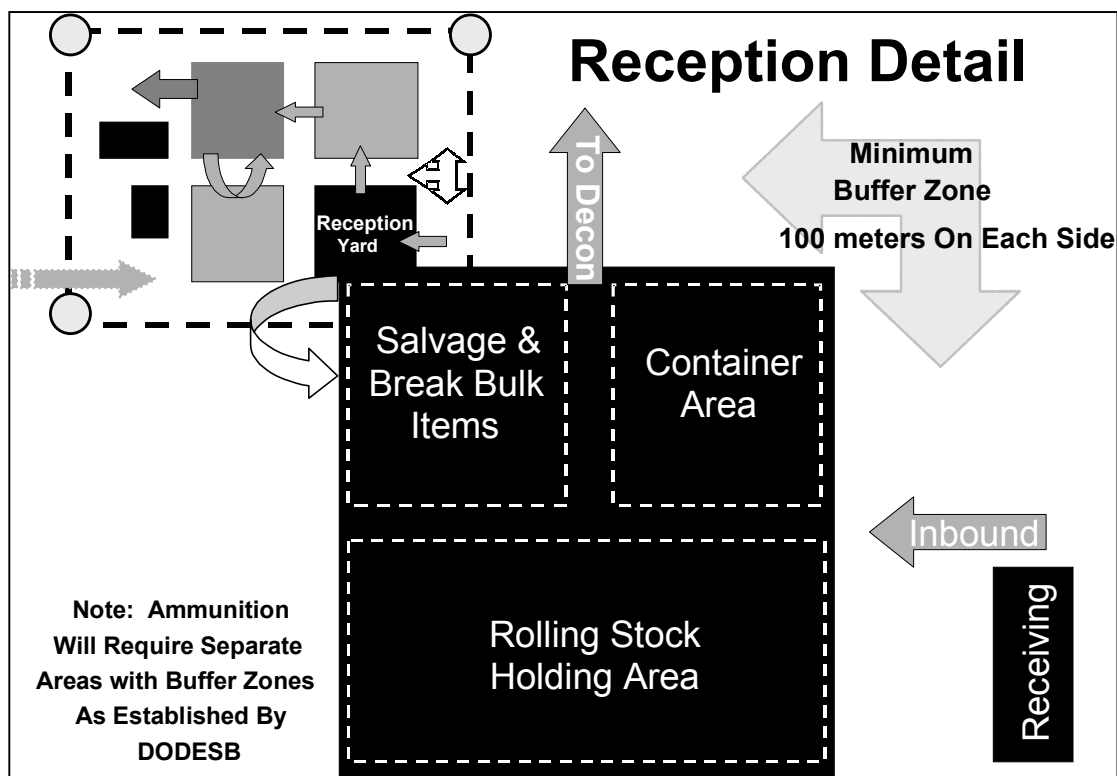 Reception Detail
Minimum
Buffer Zone
100 meters On Each Side
To Decon
Reception
Yard
Salvage &
Break Bulk
Items
Container
Area
Inbound
Receiving
Rolling Stock
Holding Area
Note: Ammunition
Will Require Separate
Areas with Buffer Zones
As Established By
DODESB